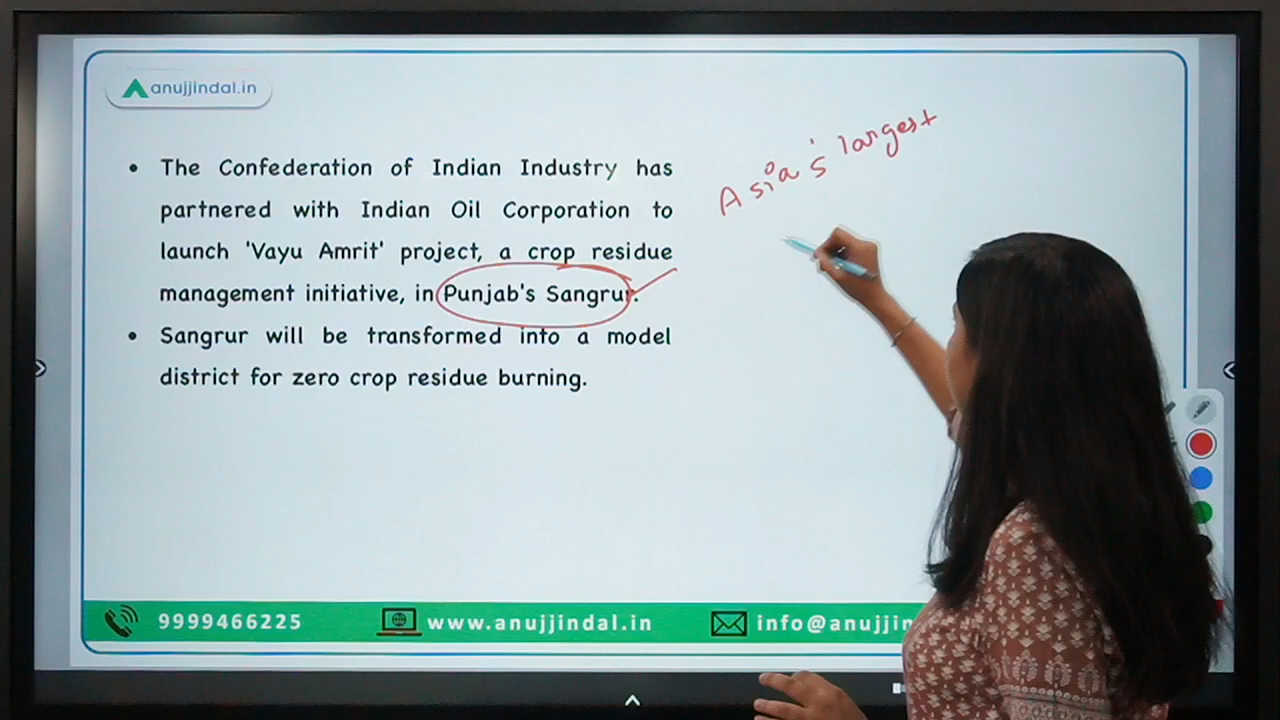 anujjindal.in
• The Confederation of Indian Industry has
partnered with Indian Oil Corporation to
launch 'Vayu Amrit' project, a crop residue
management initiative, in Punjab's Sangrur.
• Sangrur will be transformed into a model
district for zero crop residue burning.
Asia's largest
9999466225 www.anujjindal.in info@anujjin